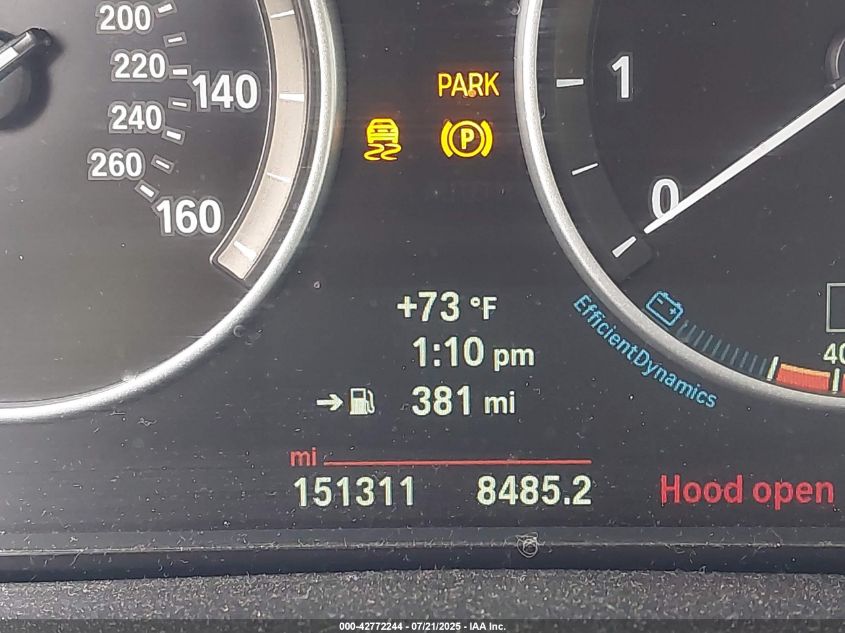 200
220
140
240
260
160
PARK
P
1
0
+73 °F
1:10 pm
→ 381 mi
EfficientDynamics
40
mi
151311 8485.2
Hood open
000-42772244 - 07/21/2025 - IAA Inc.